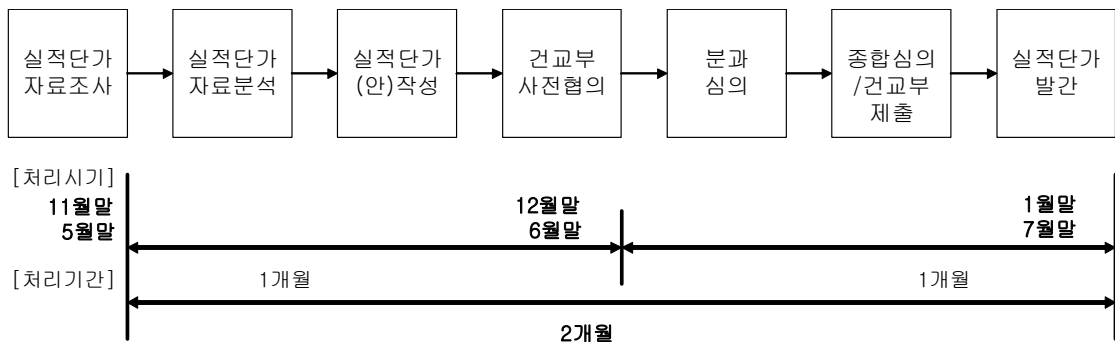 실적단가
자료조사
실적단가
자료분석
실적단가
(안)작성
건교부
사전협의
분과
심의
종합심의
/건교부
제출
실적단가
발간
[처리시기]
11월말
5월말
12월말
6월말
1월말
7월말
[처리기간]
1개월
1개월
2개월